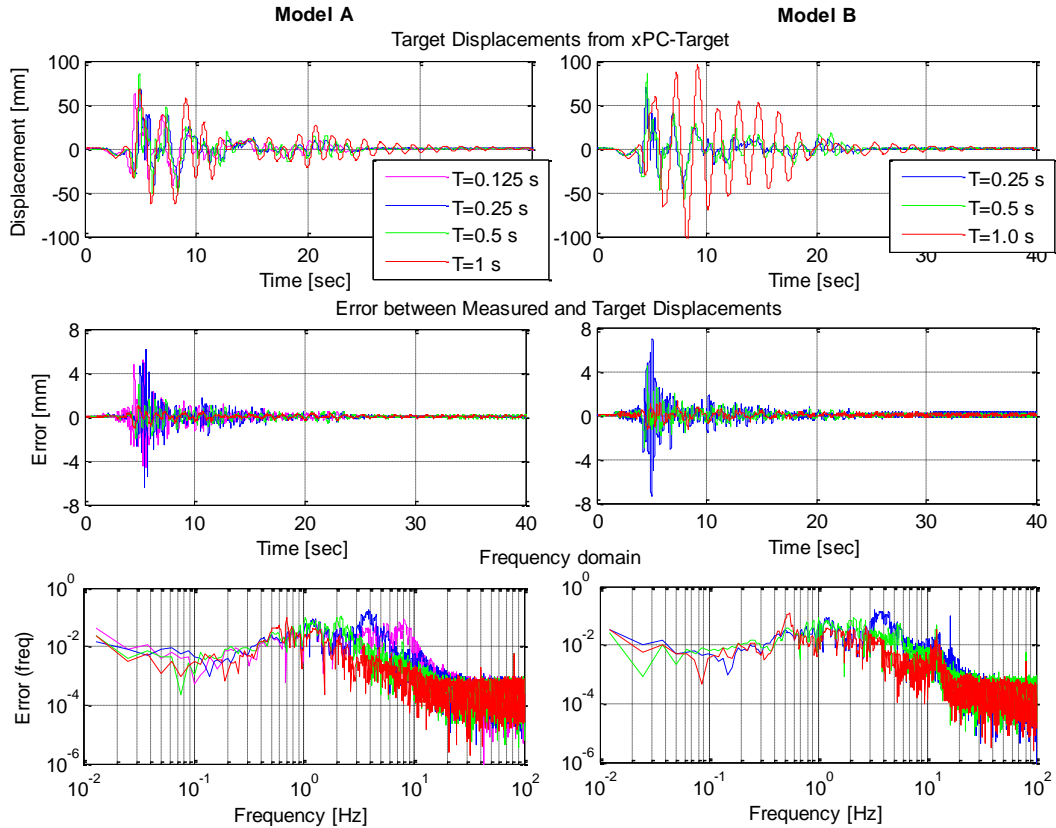 Model A
Model B
Target Displacements from xPC-Target
Displacement [mm]
100
50
0
-50
-100
0
10
20
30
40
Time [sec]
T=0.125 s
T=0.25 s
T=0.5 s
T=1 s
100
50
0
-50
-100
0
10
20
30
40
Time [sec]
T=0.25 s
T=0.5 s
T=1.0 s
Error between Measured and Target Displacements
Error [mm]
8
4
0
-4
-8
0
10
20
30
40
Time [sec]
8
4
0
-4
-8
0
10
20
30
40
Time [sec]
Frequency domain
Error (freq)
10^0
10^-2
10^-4
10^-6
10^-2
10^-1
10^0
10^1
10^2
Frequency [Hz]
10^0
10^-2
10^-4
10^-6
10^-2
10^-1
10^0
10^1
10^2
Frequency [Hz]